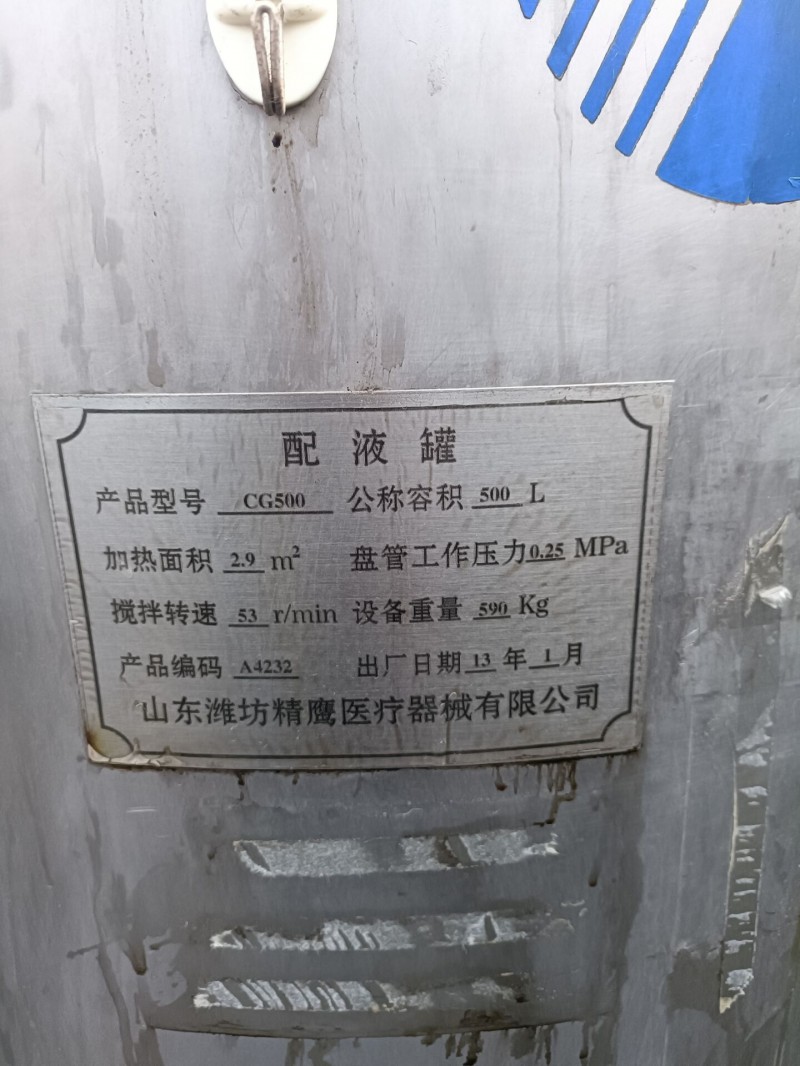 配液罐
产品型号 CG500 公称容积 500 L
加热面积 2.9 m² 盘管工作压力 0.25 MPa
搅拌转速 53 r/min 设备重量 590 Kg
产品编码 A4232 出厂日期 13 年 1 月
山东潍坊精鹰医疗器械有限公司